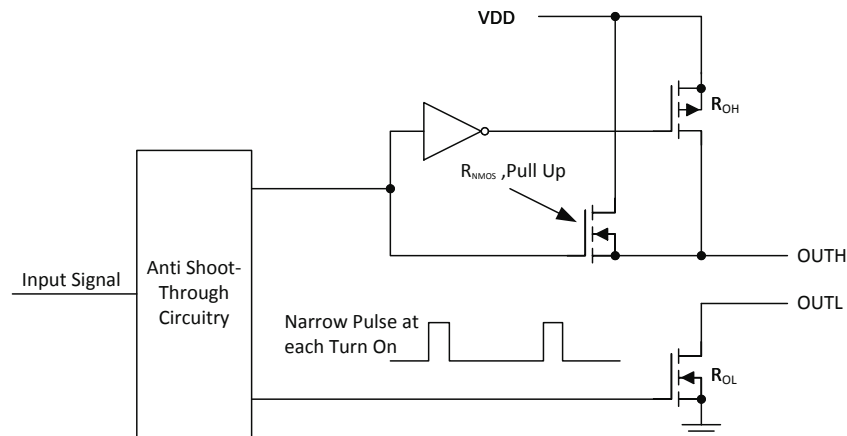 VDD
ROH
RNMOS ,Pull Up
OUTH
Input Signal
Anti Shoot-
Through
Circuitry
OUTL
Narrow Pulse at
each Turn On
ROL